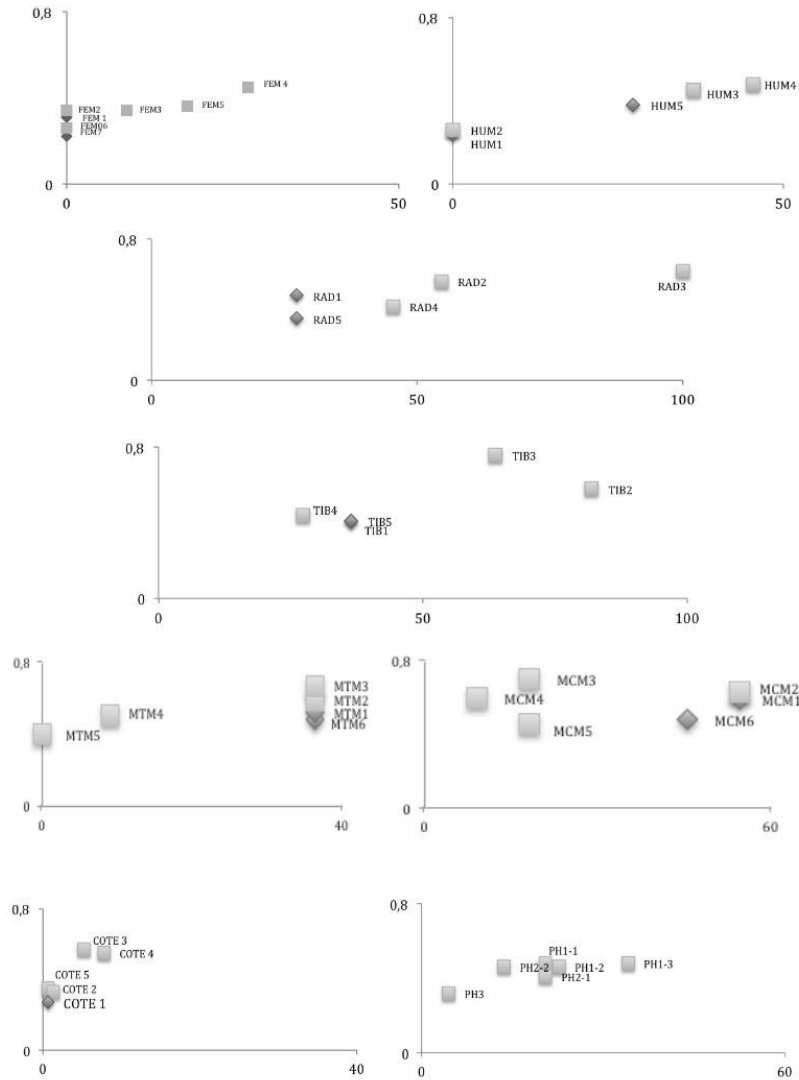 0,8
FEM 4
FEM2
FEM3
FEM5
FEM 1
FEM06
FEM7
0
0
50
0,8
HUM4
HUM3
HUM5
HUM2
HUM1
0
0
50
0,8
RAD1
RAD2
RAD3
RAD4
RAD5
0
0
100
0,8
TIB3
TIB2
TIB4
TIB5
TIB1
0
0
50
100
0,8
MTM3
MTM2
MTM4
MTM1
MTM6
MTM5
0
0
40
0,8
MCM3
MCM2
MCM4
MCM1
MCM6
MCM5
0
0
60
0,8
COTE 3
COTE 4
COTE 5
COTE 2
COTE 1
0
0
40
0,8
PH1-1
PH2-2
PH1-2
PH1-3
PH2-1
PH3
0
0
60